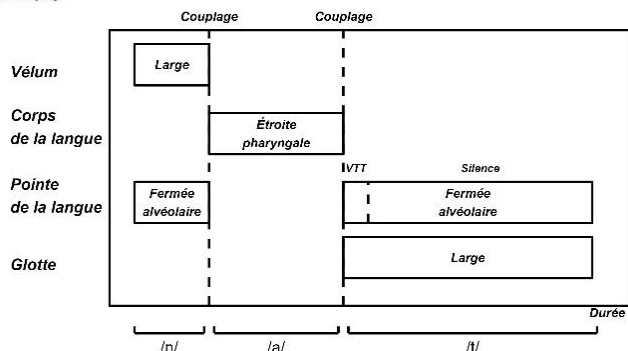 Couplage Couplage
Vélum
Large
Corps
de la langue
Étroite
pharyngale
VTT Silence
Pointe
de la langue
Fermée
alvéolaire
Fermée
alvéolaire
Glotte
Large
Durée
/n/ /a/ /t/